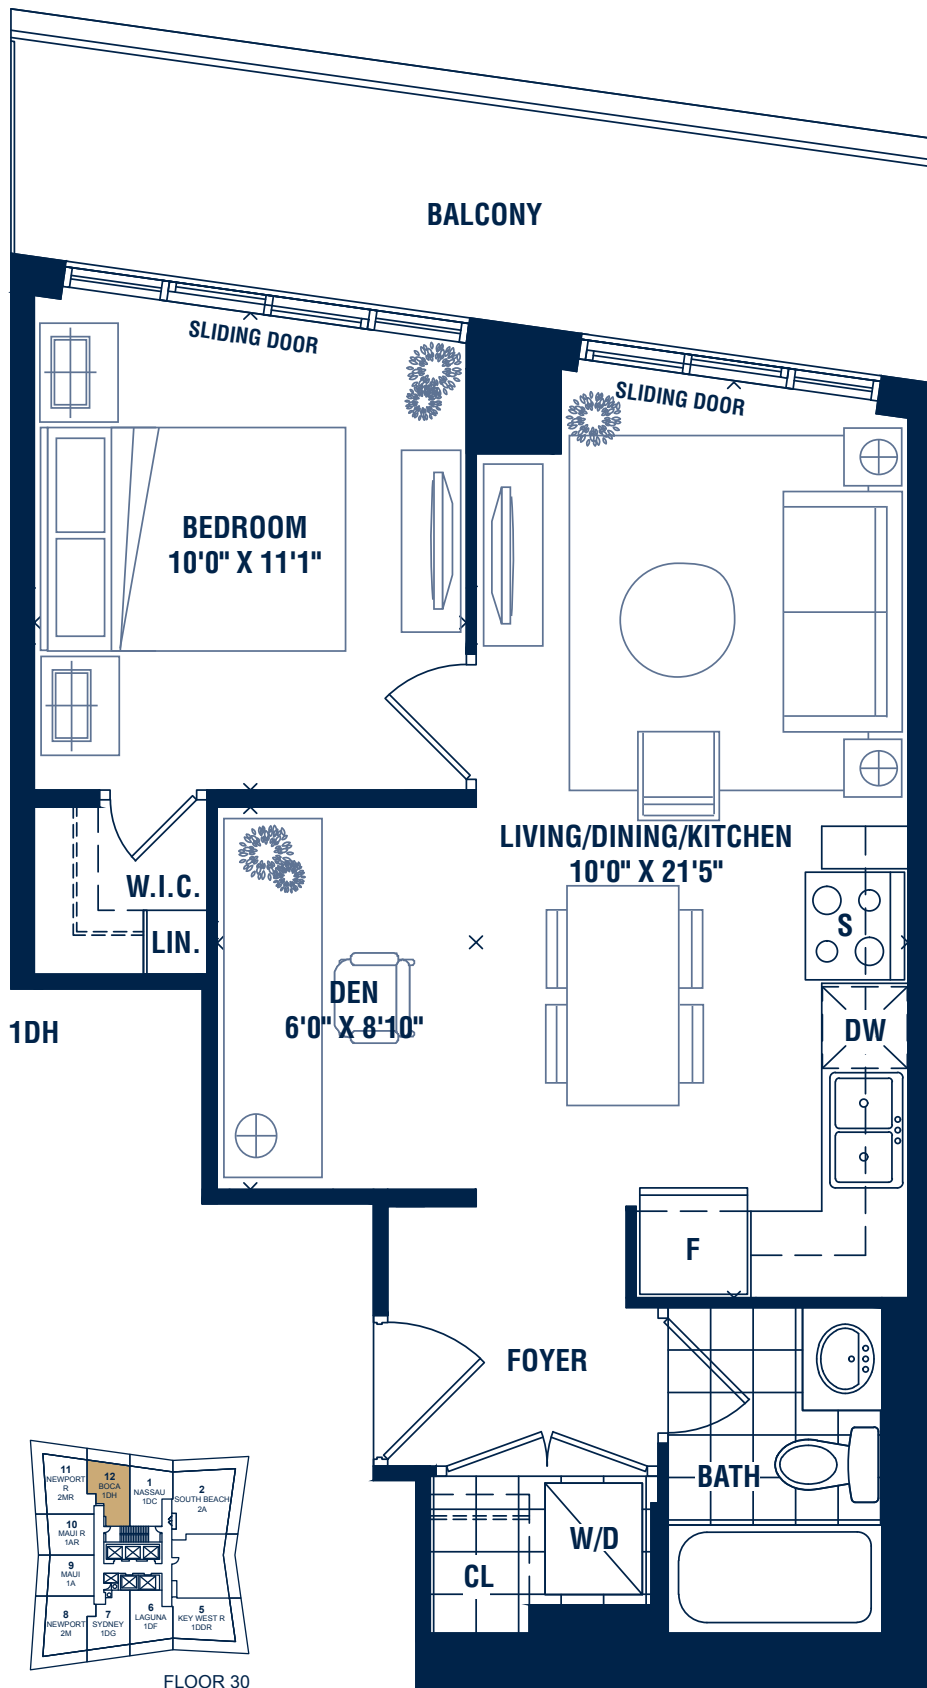 BALCONY
SLIDING DOOR
SLIDING DOOR
BEDROOM
10'0" X 11'1"
LIVING/DINING/KITCHEN
10'0" X 21'5"
W.I.C.
LIN.
S
DEN
6'0" X 8'10"
1DH
DW
F
FOYER
BATH
W/D
CL
11
NEWPORT
R
2MR
12
BOCA
1DH
1
NASSAU
1DC
2
SOUTH BEACH
2A
10
MAUI R
1AR
9
MAUI
1A
8
NEWPORT
2M
7
SYDNEY
1DG
6
LAGUNA
1DF
5
KEY WEST R
1DDR
FLOOR 30